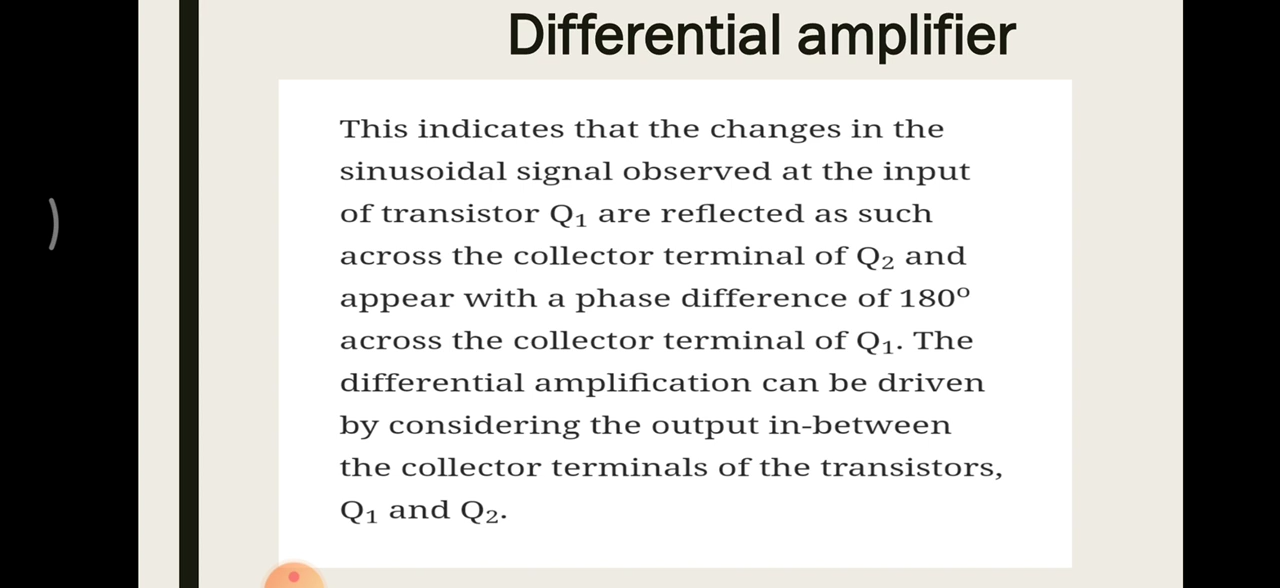 Differential amplifier
This indicates that the changes in the
sinusoidal signal observed at the input
of transistor Q₁ are reflected as such
across the collector terminal of Q₂ and
appear with a phase difference of 180º
across the collector terminal of Q₁. The
differential amplification can be driven
by considering the output in-between
the collector terminals of the transistors,
Q₁ and Q₂.